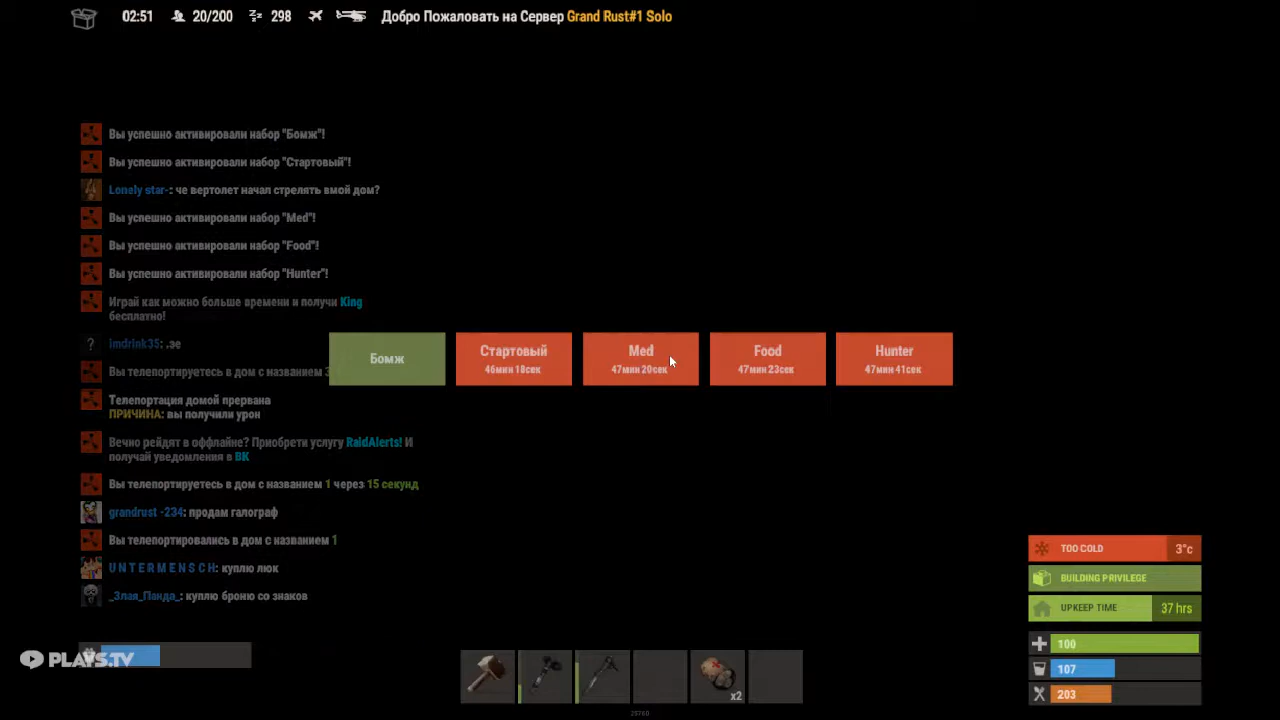 02:51 20/200 298 Добро Пожаловать на Сервер Grand Rust#1 Solo
Вы успешно активировали набор "Бомж"!
Вы успешно активировали набор "Стартовый"!
Lonely star-: че вертолет начал стрелять вмой дом?
Вы успешно активировали набор "Med"!
Вы успешно активировали набор "Food"!
Вы успешно активировали набор "Hunter"!
Играй как можно больше времени и получи King
бесплатно!
imdrink35: .эе
Вы телепортируетесь в дом с названием
Телепортация домой прервана
ПРИЧИНА: вы получили урон
Вечно рейдят в оффлайне? Приобрети услугу RaidAlerts! И
получай уведомления в ВК
Вы телепортируетесь в дом с названием 1 через 15 секунд
grandrust -234: продам галограф
Вы телепортировались в дом с названием 1
U N T E R M E N S C H: куплю люк
_Злая_Панда_: куплю броню со знаков
Бомж
Стартовый
46мин 18сек
Med
47мин 20сек
Food
47мин 23сек
Hunter
47мин 41сек
TOO COLD 3°c
BUILDING PRIVILEGE
UPKEEP TIME 37 hrs
100
107
203
x2
PLAYS.TV